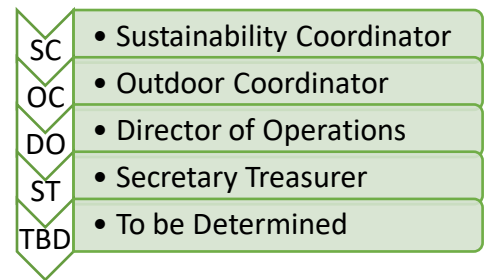 SC • Sustainability Coordinator
OC • Outdoor Coordinator
DO • Director of Operations
ST • Secretary Treasurer
TBD • To be Determined